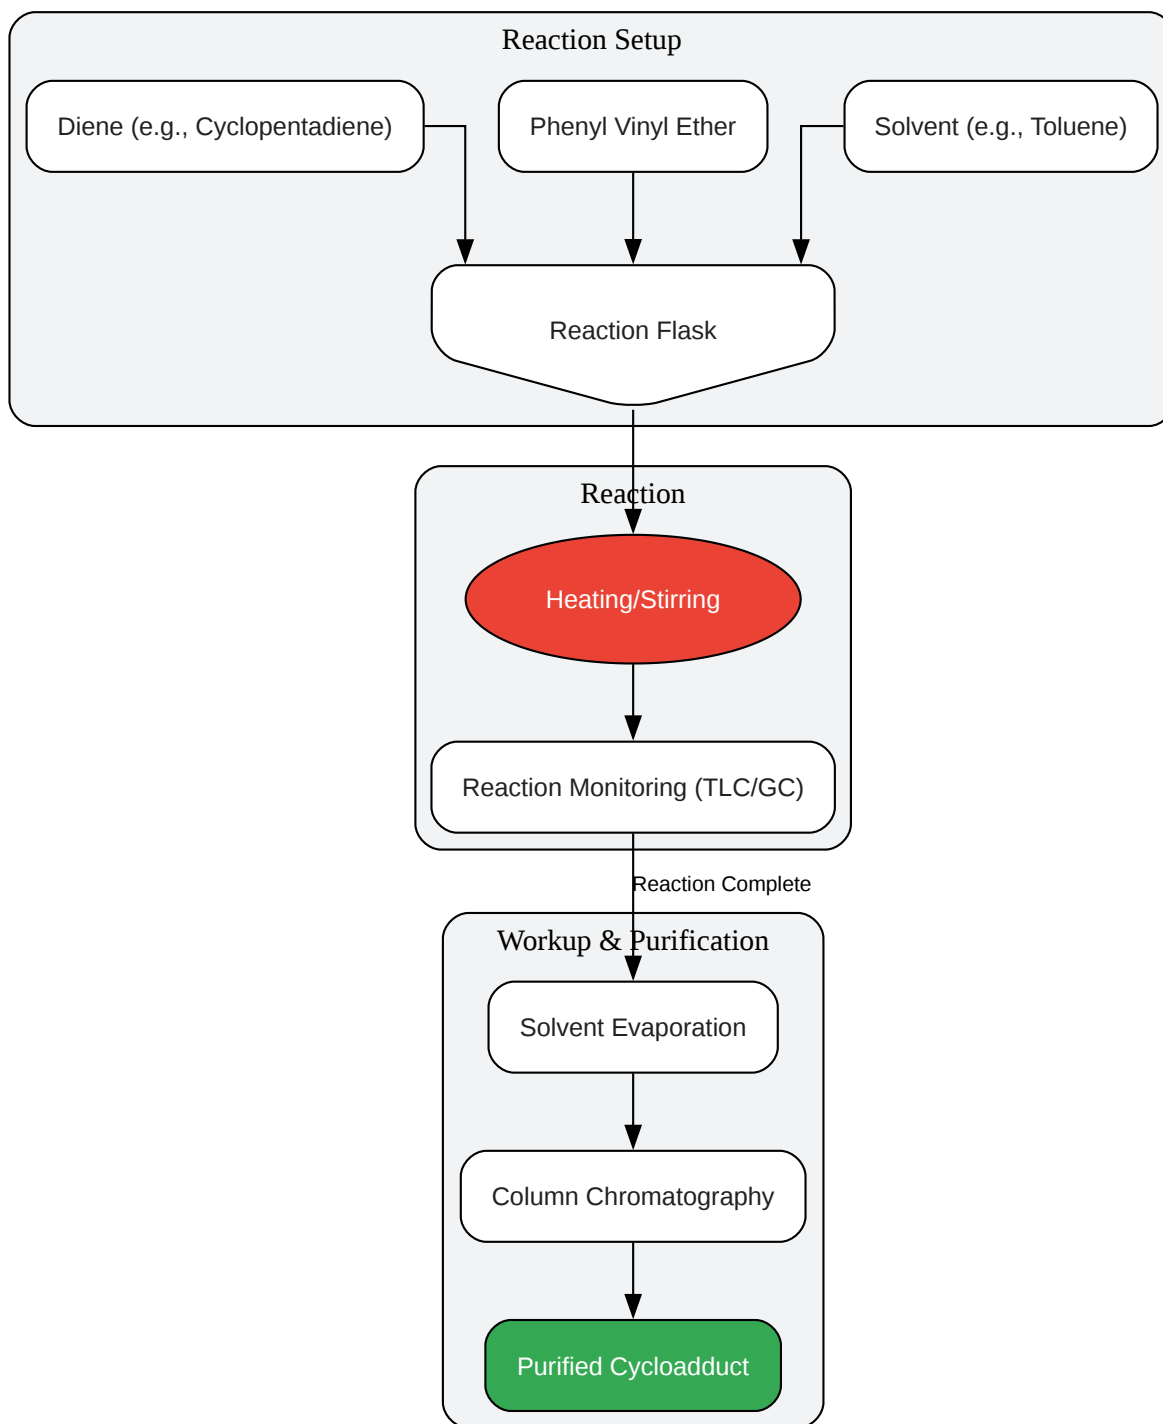 Reaction Setup
Diene (e.g., Cyclopentadiene)
Phenyl Vinyl Ether
Solvent (e.g., Toluene)
Reaction Flask
Reaction
Heating/Stirring
Reaction Monitoring (TLC/GC)
Reaction Complete
Workup & Purification
Solvent Evaporation
Column Chromatography
Purified Cycloadduct